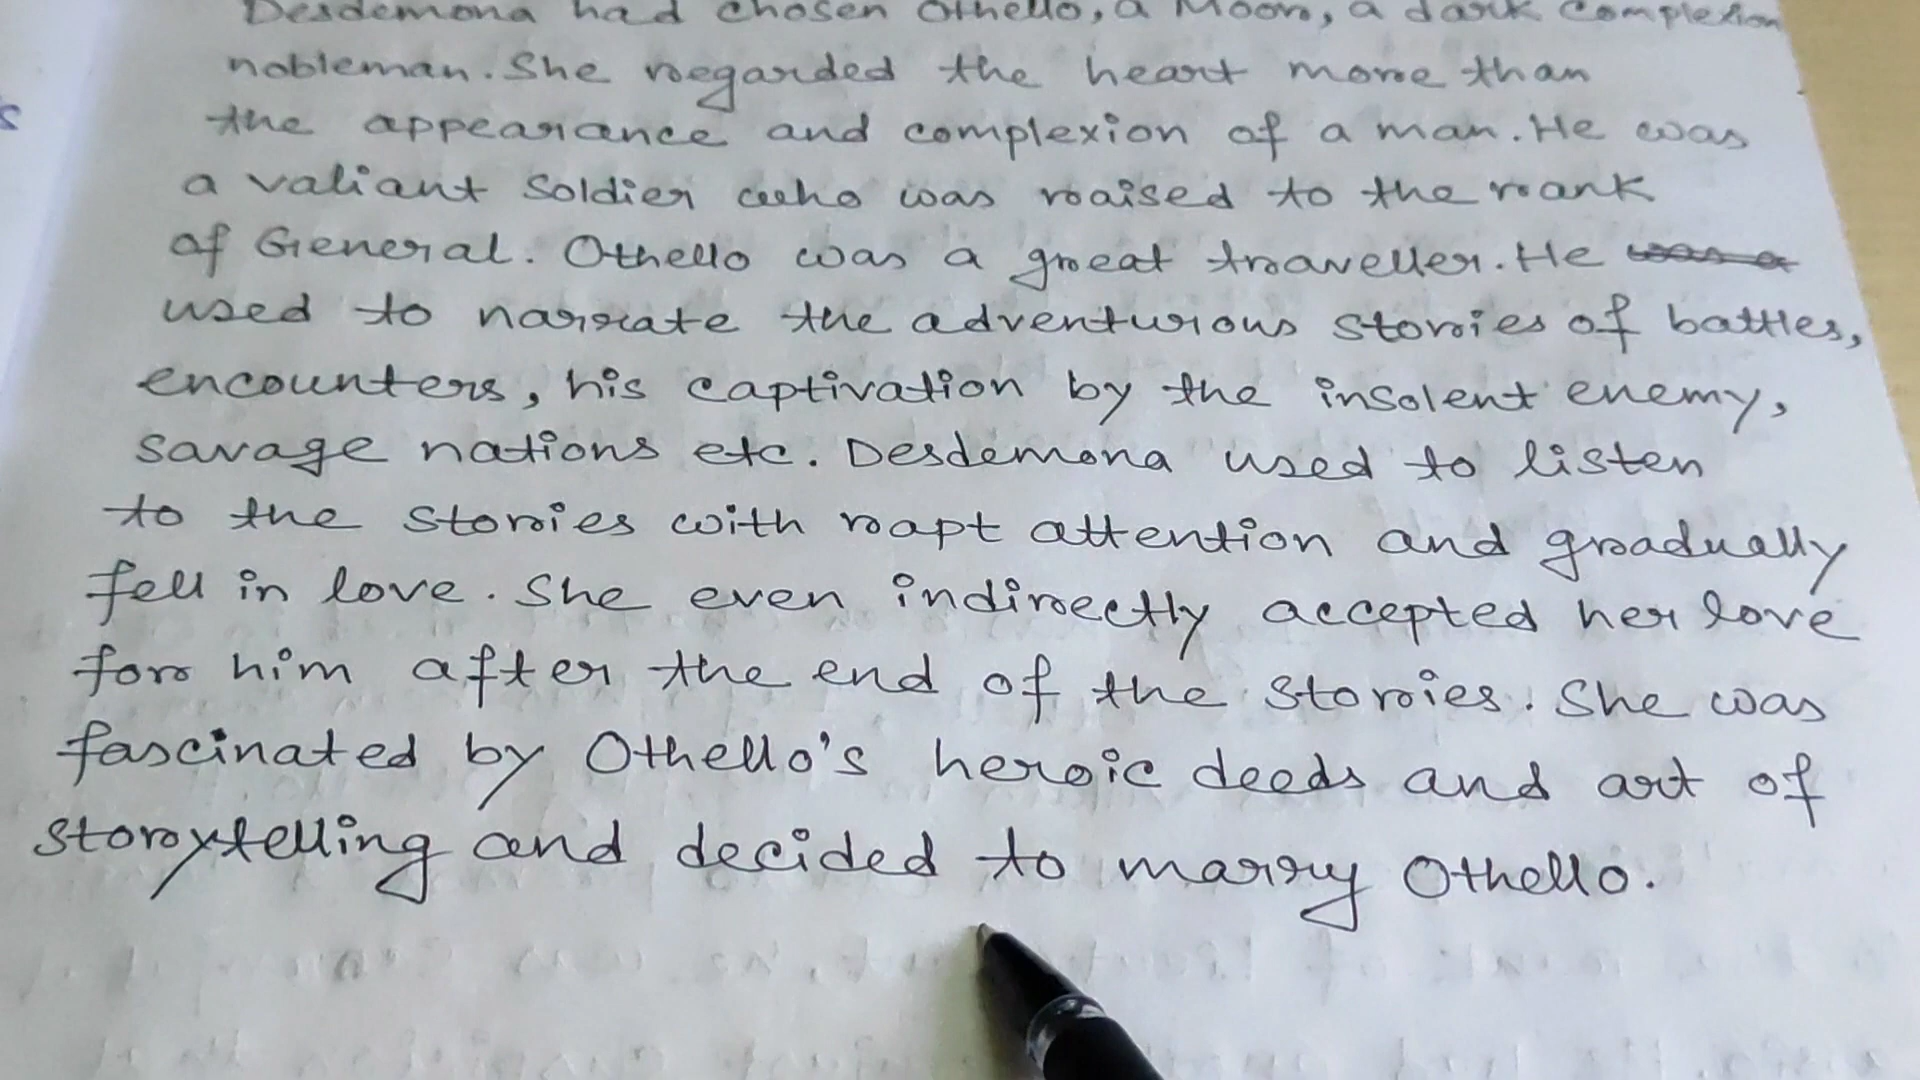 Desdemona had chosen Othello, a Moor, a dark complexion
nobleman. She regarded the heart more than
the appearance and complexion of a man. He was
a valiant soldier who was raised to the rank
of General. Othello was a great traveller. He was a
used to narrate the adventurious stories of battles,
encounters, his captivation by the insolent enemy,
savage nations etc. Desdemona used to listen
to the stories with rapt attention and gradually
fell in love. She even indirectly accepted her love
for him after the end of the stories. She was
fascinated by Othello's heroic deeds and art of
storytelling and decided to marry Othello.